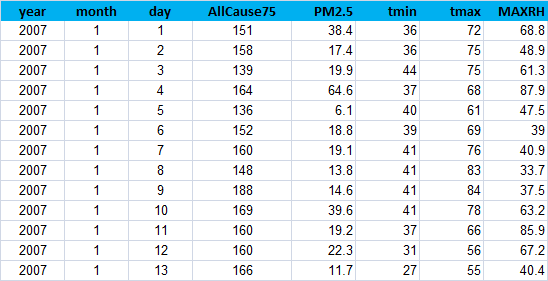 year month day AllCause75 PM2.5 tmin tmax MAXRH
2007 1 1 151 38.4 36 72 68.8
2007 1 2 158 17.4 36 75 48.9
2007 1 3 139 19.9 44 75 61.3
2007 1 4 164 64.6 37 68 87.9
2007 1 5 136 6.1 40 61 47.5
2007 1 6 152 18.8 39 69 39
2007 1 7 160 19.1 41 76 40.9
2007 1 8 148 13.8 41 83 33.7
2007 1 9 188 14.6 41 84 37.5
2007 1 10 169 39.6 41 78 63.2
2007 1 11 160 19.2 37 66 85.9
2007 1 12 160 22.3 31 56 67.2
2007 1 13 166 11.7 27 55 40.4